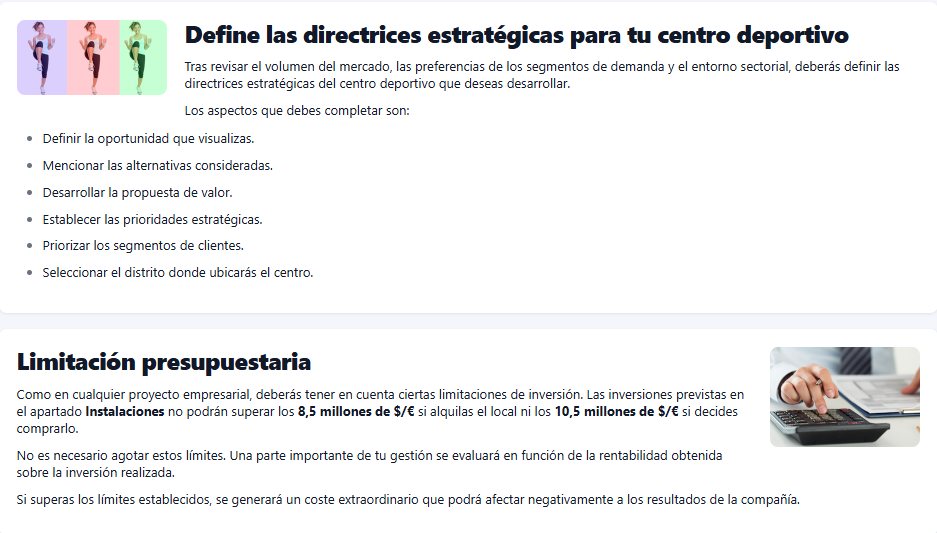 Define las directrices estratégicas para tu centro deportivo
Tras revisar el volumen del mercado, las preferencias de los segmentos de demanda y el entorno sectorial, deberás definir las
directrices estratégicas del centro deportivo que deseas desarrollar.
Los aspectos que debes completar son:
Definir la oportunidad que visualizas.
Mencionar las alternativas consideradas.
Desarrollar la propuesta de valor.
Establecer las prioridades estratégicas.
Priorizar los segmentos de clientes.
Seleccionar el distrito donde ubicarás el centro.
Limitación presupuestaria
Como en cualquier proyecto empresarial, deberás tener en cuenta ciertas limitaciones de inversión. Las inversiones previstas en
el apartado Instalaciones no podrán superar los 8,5 millones de $/€ si alquilas el local ni los 10,5 millones de $/€ si decides
comprarlo.
No es necesario agotar estos límites. Una parte importante de tu gestión se evaluará en función de la rentabilidad obtenida
sobre la inversión realizada.
Si superas los límites establecidos, se generará un coste extraordinario que podrá afectar negativamente a los resultados de la compañía.